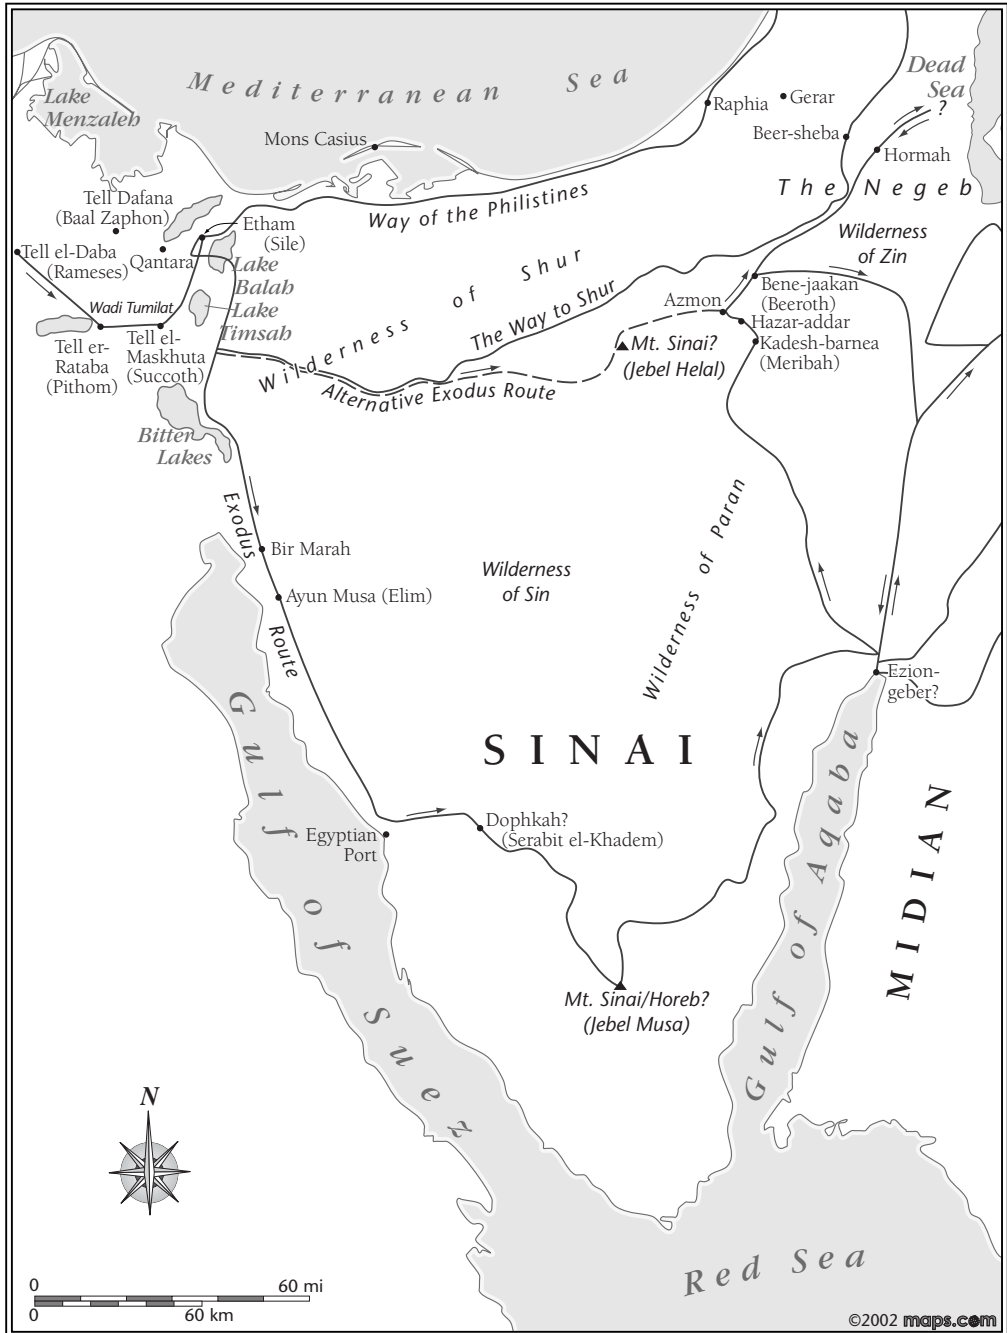 Mediterranean Sea
Dead
Sea
Lake
Menzaleh
Raphia
Gerar
?
Mons Casius
Beer-sheba
Hormah
The Negeb
Tell Dafana
(Baal Zaphon)
Way of the Philistines
Etham
(Sile)
Wilderness
of Zin
Tell el-Daba
(Rameses)
Qantara
Lake
Balah
Wilderness of Shur
The Way to Shur
Bene-jaakan
(Beeroth)
Azmon
Wadi Tumilat
Lake
Timsah
Hazar-addar
Tell er-
Rataba
(Pithom)
Tell el-
Maskhuta
(Succoth)
Mt. Sinai?
(Jebel Helal)
Kadesh-barnea
(Meribah)
Alternative Exodus Route
Bitter
Lakes
Exodus
Route
Bir Marah
Wilderness
of Sin
Wilderness of Paran
Ayun Musa (Elim)
Ezion-
geber?
Gulf of Suez
SINAI
Gulf of Aqaba
MIDIAN
Dophkah?
(Serabit el-Khadem)
Egyptian
Port
Mt. Sinai/Horeb?
(Jebel Musa)
N
Red Sea
0 60 mi
0 60 km
©2002 maps.com